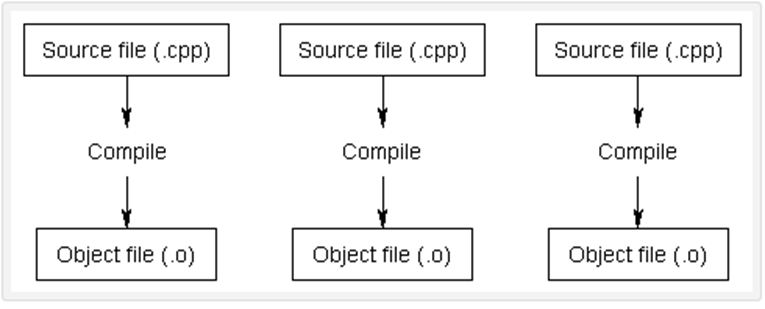 Source file (.cpp) Source file (.cpp) Source file (.cpp)
Compile Compile Compile
Object file (.o) Object file (.o) Object file (.o)